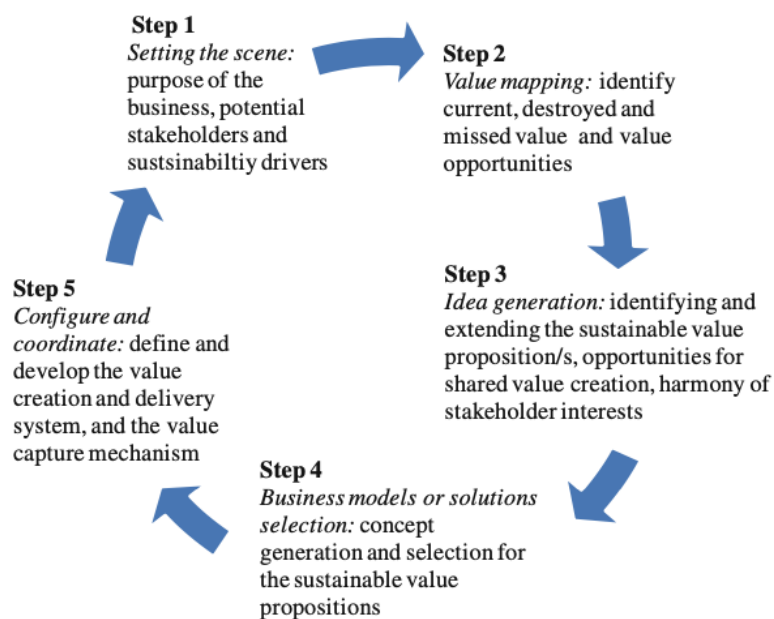 Step 1
Setting the scene:
purpose of the
business, potential
stakeholders and
sustsinabiltiy drivers
Step 2
Value mapping: identify
current, destroyed and
missed value and value
opportunities
Step 3
Idea generation: identifying and
extending the sustainable value
proposition/s, opportunities for
shared value creation, harmony of
stakeholder interests
Step 4
Business models or solutions
selection: concept
generation and selection for
the sustainable value
propositions
Step 5
Configure and
coordinate: define and
develop the value
creation and delivery
system, and the value
capture mechanism